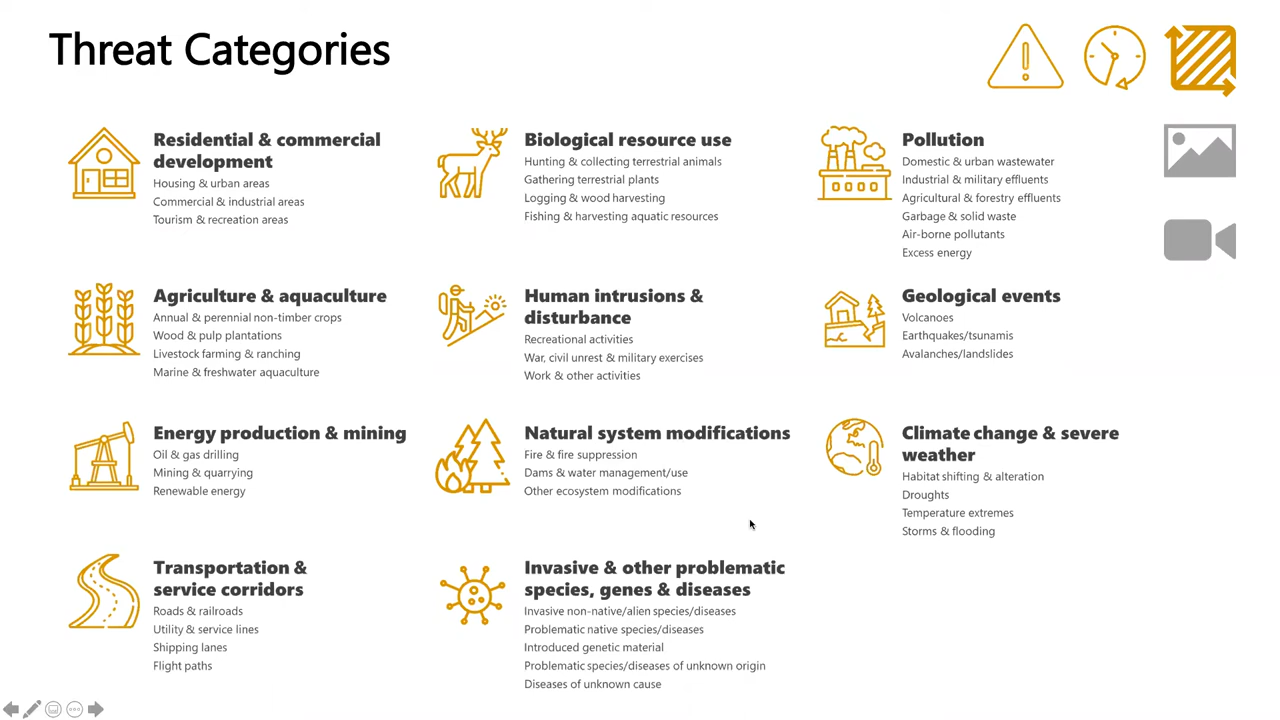 Threat Categories
Residential & commercial
development
Housing & urban areas
Commercial & industrial areas
Tourism & recreation areas
Agriculture & aquaculture
Annual & perennial non-timber crops
Wood & pulp plantations
Livestock farming & ranching
Marine & freshwater aquaculture
Energy production & mining
Oil & gas drilling
Mining & quarrying
Renewable energy
Transportation &
service corridors
Roads & railroads
Utility & service lines
Shipping lanes
Flight paths
Biological resource use
Hunting & collecting terrestrial animals
Gathering terrestrial plants
Logging & wood harvesting
Fishing & harvesting aquatic resources
Human intrusions &
disturbance
Recreational activities
War, civil unrest & military exercises
Work & other activities
Natural system modifications
Fire & fire suppression
Dams & water management/use
Other ecosystem modifications
Invasive & other problematic
species, genes & diseases
Invasive non-native/alien species/diseases
Problematic native species/diseases
Introduced genetic material
Problematic species/diseases of unknown origin
Diseases of unknown cause
Pollution
Domestic & urban wastewater
Industrial & military effluents
Agricultural & forestry effluents
Garbage & solid waste
Air-borne pollutants
Excess energy
Geological events
Volcanoes
Earthquakes/tsunamis
Avalanches/landslides
Climate change & severe
weather
Habitat shifting & alteration
Droughts
Temperature extremes
Storms & flooding